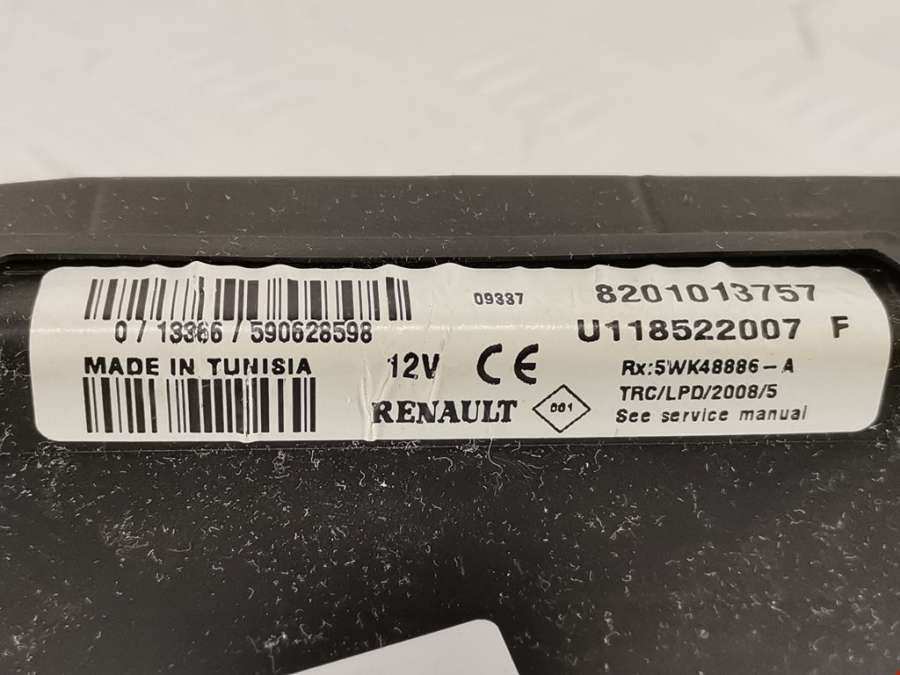 09337 8201013757
0 / 13366 / 590628598 U118522007 F
MADE IN TUNISIA 12V CE Rx:5WK48886-A
TRC/LPD/2008/5
RENAULT 001 See service manual